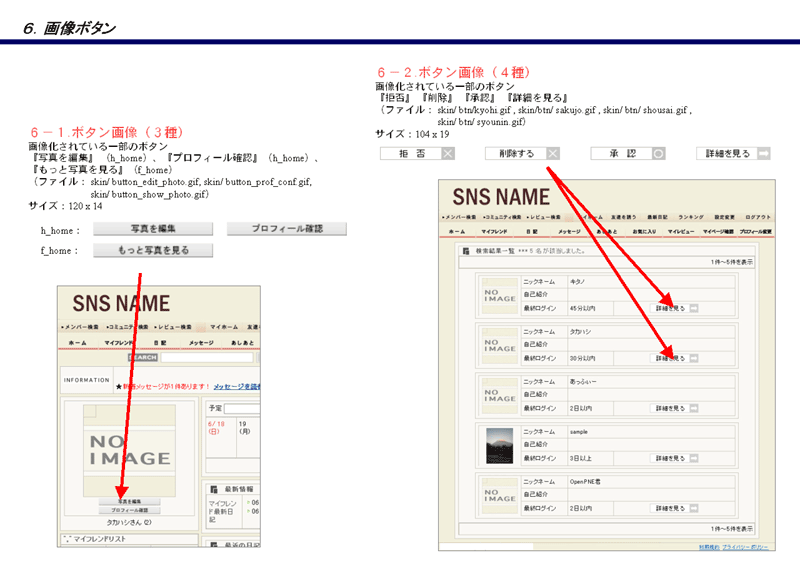 6．画像ボタン
6－1.ボタン画像（3種）
画像化されている一部のボタン
『写真を編集』（h_home）、『プロフィール確認』（h_home）、
『もっと写真を見る』（f_home）
（ファイル： skin/ button_edit_photo.gif, skin/ button_prof_conf.gif,
skin/ button_show_photo.gif）
サイズ：120 x 14
h_home： 写真を編集 プロフィール確認
f_home： もっと写真を見る
SNS NAME
▸メンバー検索 ▸コミュニティ検索 ▸レビュー検索 マイホーム 友達
ホーム マイフレンド 日記 メッセージ あしあと
SEARCH
INFORMATION
★新着メッセージが1件あります！ メッセージを読
NO
IMAGE
写真を編集
プロフィール確認
タカハシさん (2)
マイフレンドリスト
予定
6/18 19
(日) (月)
最新情報
マイフレン 06
ド最新日 06
記
最近の日記
6－2.ボタン画像（4種）
画像化されている一部のボタン
『拒否』『削除』『承認』『詳細を見る』
（ファイル： skin/ btn/kyohi.gif , skin/btn/ sakujo.gif , skin/ btn/ shousai.gif ,
skin/ btn/ syounin.gif）
サイズ：104 x 19
拒 否 削除する 承 認 詳細を見る
SNS NAME
▸メンバー検索 ▸コミュニティ検索 ▸レビュー検索 ホーム 友達を誘う 最新日記 ランキング 設定変更 ログアウト
ホーム マイフレンド 日記 メッセージ あしあと お気に入り マイレビュー マイページ確認 プロフィール変更
検索結果一覧 *** 5 名が該当しました。
1件～5件を表示
NO
IMAGE
ニックネーム キタノ
自己紹介
最終ログイン 45分以内 詳細を見る
NO
IMAGE
ニックネーム タカハシ
自己紹介
最終ログイン 30分以内 詳細を見る
NO
IMAGE
ニックネーム あっふぃー
自己紹介
最終ログイン 2日以内 詳細を見る
ニックネーム sample
自己紹介
最終ログイン 3日以上 詳細を見る
NO
IMAGE
ニックネーム OpenPNE君
自己紹介
最終ログイン 2日以内 詳細を見る
1件～5件を表示
利用規約 プライバシーポリシー